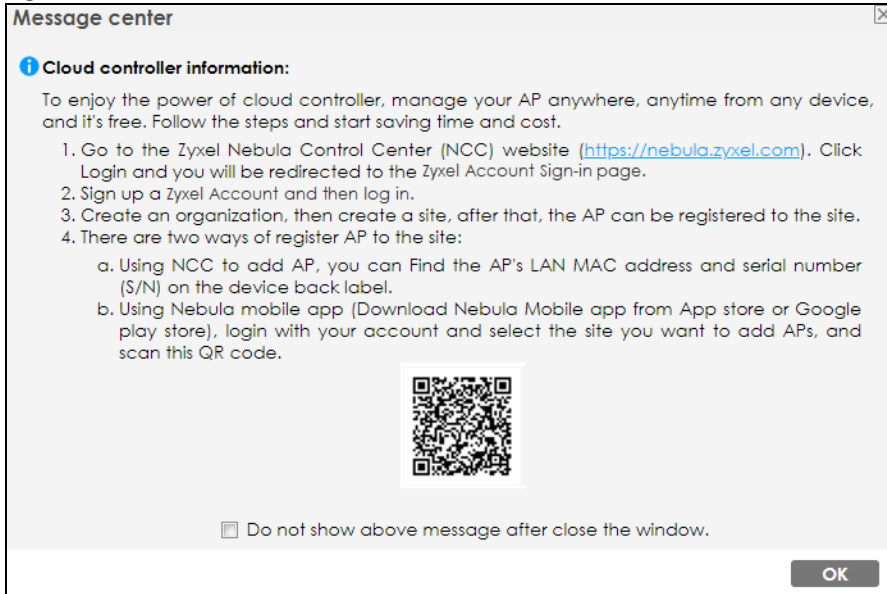 Message center
Cloud controller information:
To enjoy the power of cloud controller, manage your AP anywhere, anytime from any device,
and it's free. Follow the steps and start saving time and cost.
1. Go to the Zyxel Nebula Control Center (NCC) website (https://nebula.zyxel.com). Click
Login and you will be redirected to the Zyxel Account Sign-in page.
2. Sign up a Zyxel Account and then log in.
3. Create an organization, then create a site, after that, the AP can be registered to the site.
4. There are two ways of register AP to the site:
a. Using NCC to add AP, you can Find the AP's LAN MAC address and serial number
(S/N) on the device back label.
b. Using Nebula mobile app (Download Nebula Mobile app from App store or Google
play store), login with your account and select the site you want to add APs, and
scan this QR code.
Do not show above message after close the window.
OK